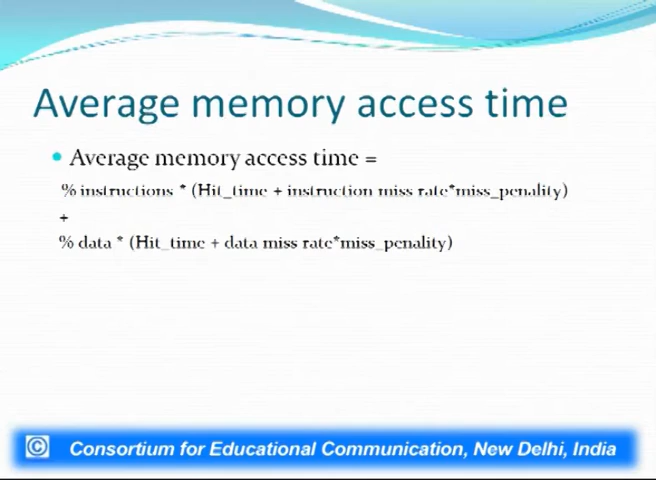 Average memory access time
• Average memory access time =
% instructions * (Hit_time + instruction miss rate*miss_penality)
+
% data * (Hit_time + data miss rate*miss_penality)
© Consortium for Educational Communication, New Delhi, India